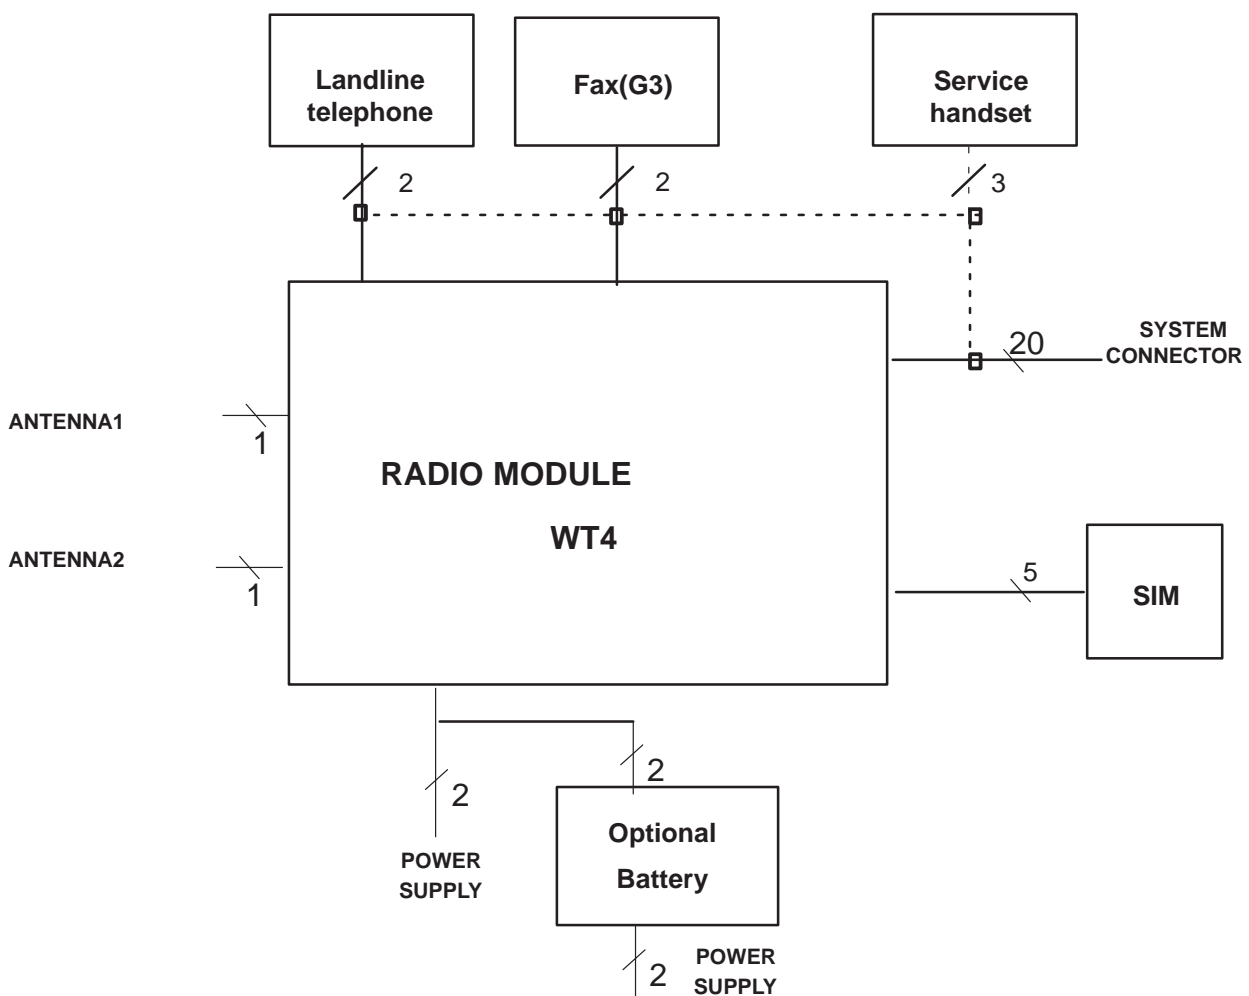 Landline
telephone
Fax(G3)
Service
handset
2
2
3
SYSTEM
CONNECTOR
20
ANTENNA1
1
RADIO MODULE
WT4
ANTENNA2
1
5
SIM
2
2
Optional
Battery
POWER
SUPPLY
2
POWER
SUPPLY